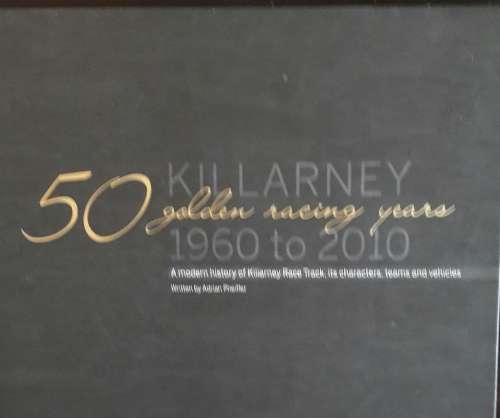 KILLARNEY
50 golden racing years
1960 to 2010
A modern history of Killarney Race Track, its characters, teams and vehicles
Written by Adrian Pheiffer